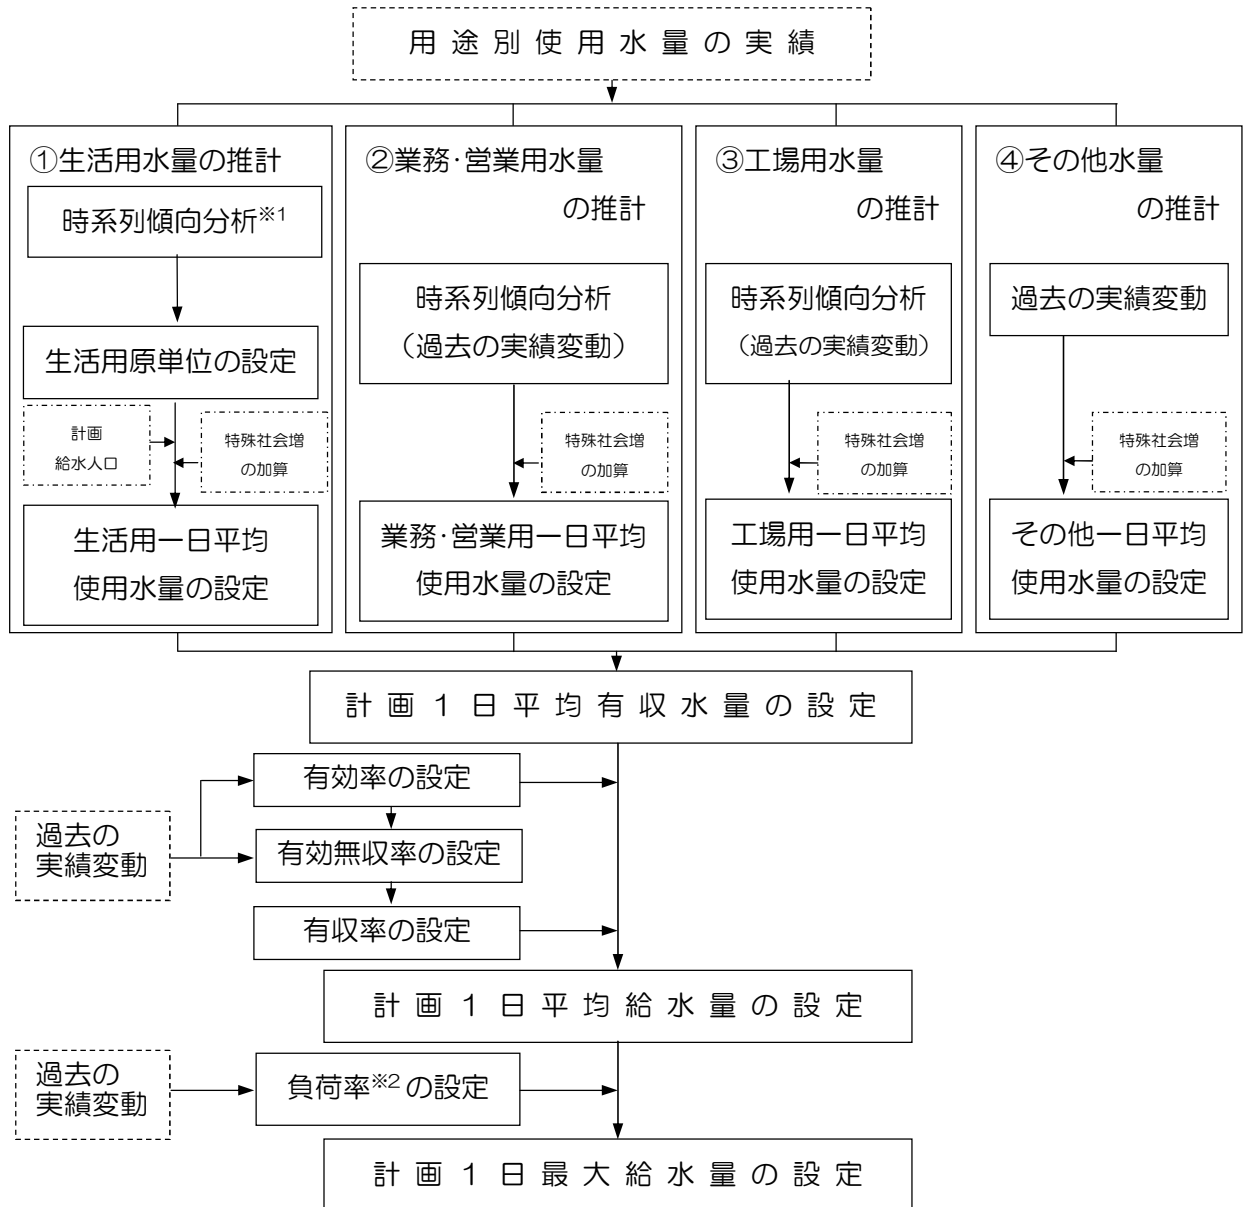 用途別使用水量の実績
①生活用水量の推計
時系列傾向分析※1
生活用原単位の設定
計画
給水人口
特殊社会増
の加算
生活用一日平均
使用水量の設定
②業務・営業用水量
の推計
時系列傾向分析
（過去の実績変動）
特殊社会増
の加算
業務・営業用一日平均
使用水量の設定
③工場用水量
の推計
時系列傾向分析
（過去の実績変動）
特殊社会増
の加算
工場用一日平均
使用水量の設定
④その他水量
の推計
過去の実績変動
特殊社会増
の加算
その他一日平均
使用水量の設定
計画１日平均有収水量の設定
有効率の設定
過去の
実績変動
有効無収率の設定
有収率の設定
計画１日平均給水量の設定
過去の
実績変動
負荷率※2の設定
計画１日最大給水量の設定